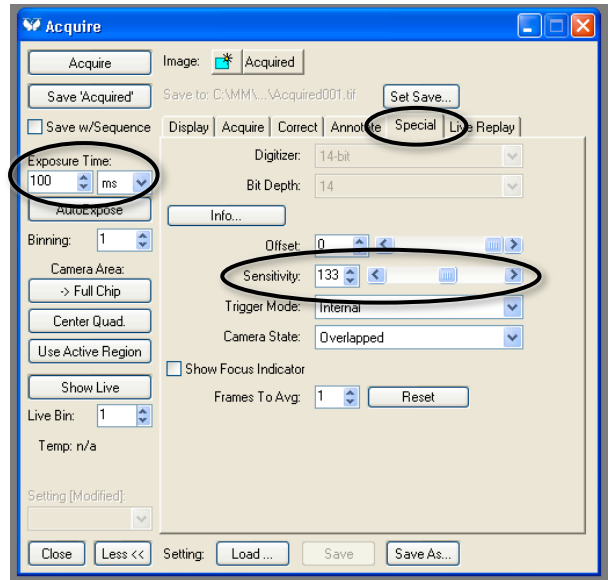 Acquire
Acquire
Image: Acquired
Save 'Acquired'
Save to: C:\MM\...\Acquired001.tif
Set Save...
Save w/Sequence
Display Acquire Correct Annotate Special Live Replay
Exposure Time:
100 ms
AutoExpose
Binning: 1
Camera Area:
-> Full Chip
Center Quad.
Use Active Region
Show Live
Live Bin: 1
Temp: n/a
Setting [Modified]:
Digitizer: 14-bit
Bit Depth: 14
Info...
Offset: 0
Sensitivity: 133
Trigger Mode: Internal
Camera State: Overlapped
Show Focus Indicator
Frames To Avg: 1 Reset
Close Less << Setting: Load ... Save Save As...